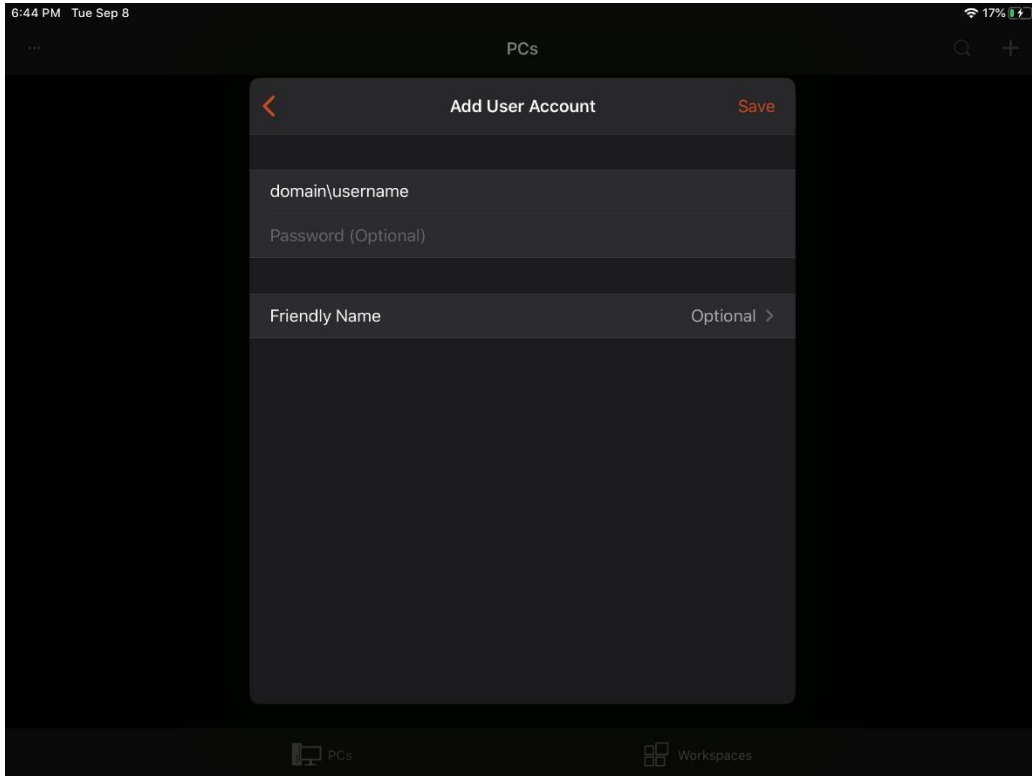 6:44 PM Tue Sep 8 17%
... PCs
Add User Account Save
domain\username
Password (Optional)
Friendly Name Optional
PCs Workspaces